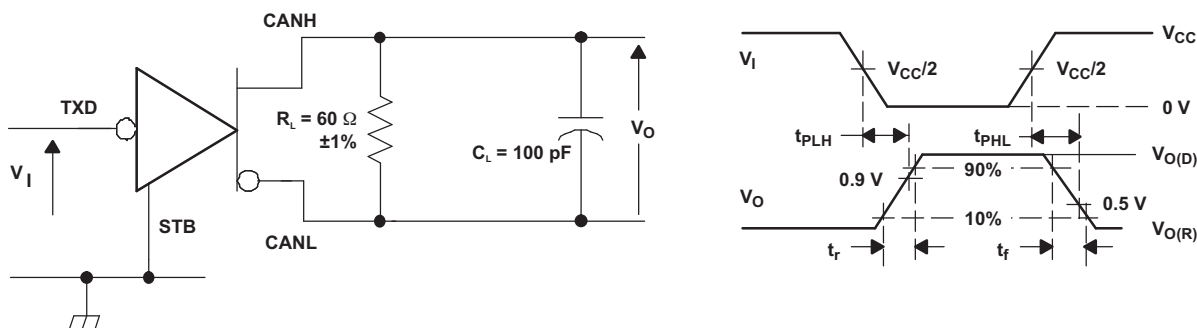 CANH
TXD
R_L = 60 Ω
±1%
C_L = 100 pF
V_O
V_I
STB
CANL
V_I
V_CC
V_CC/2
V_CC/2
0 V
t_PLH
t_PHL
V_O(D)
90%
0.9 V
V_O
0.5 V
10%
V_O(R)
t_r
t_f